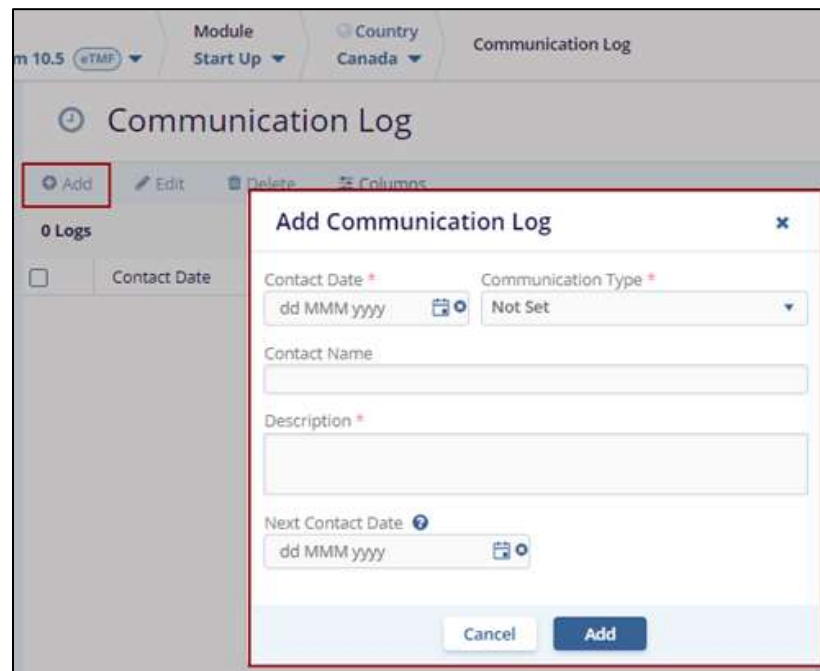 Module
Country
m 10.5 eTMF
Start Up
Canada
Communication Log
Communication Log
Add Edit Delete Columns
0 Logs
Contact Date
Add Communication Log
Contact Date * Communication Type *
dd MMM yyyy Not Set
Contact Name
Description *
Next Contact Date ?
dd MMM yyyy
Cancel Add